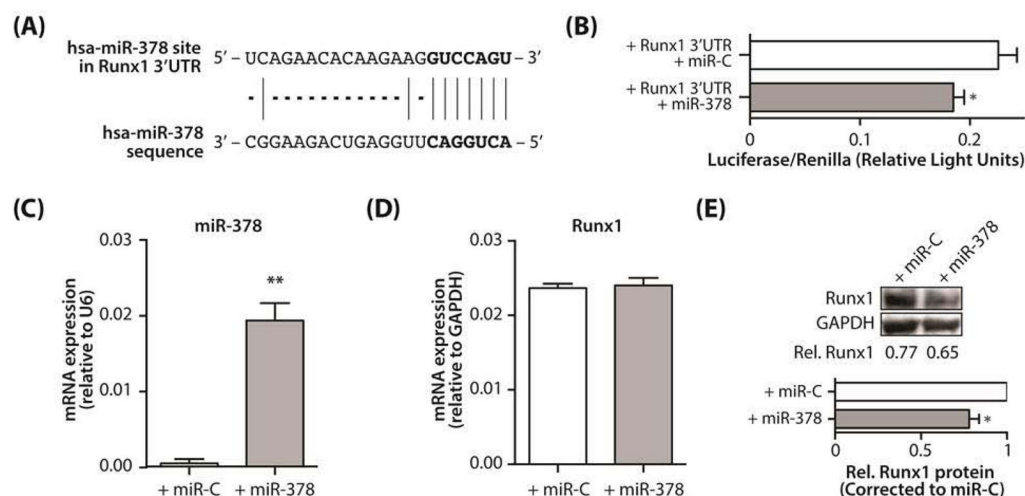 (A)
hsa-miR-378 site
in Runx1 3’UTR
5’ – UCAGAACACAAGAAGGUCCAGU – 3’
hsa-miR-378
sequence
3’ – CGGAAGACUGAGGUUCAGGUCA – 5’
(B)
+ Runx1 3’UTR
+ miR-C
+ Runx1 3’UTR
+ miR-378
*
0
0.1
0.2
Luciferase/Renilla (Relative Light Units)
(C)
miR-378
mRNA expression
(relative to U6)
0.03
0.02
0.01
0.00
**
+ miR-C
+ miR-378
(D)
Runx1
mRNA expression
(relative to GAPDH)
0.03
0.02
0.01
0.00
+ miR-C
+ miR-378
(E)
+ miR-C
+ miR-378
Runx1
GAPDH
Rel. Runx1 0.77 0.65
+ miR-C
+ miR-378
*
0
0.5
1
Rel. Runx1 protein
(Corrected to miR-C)